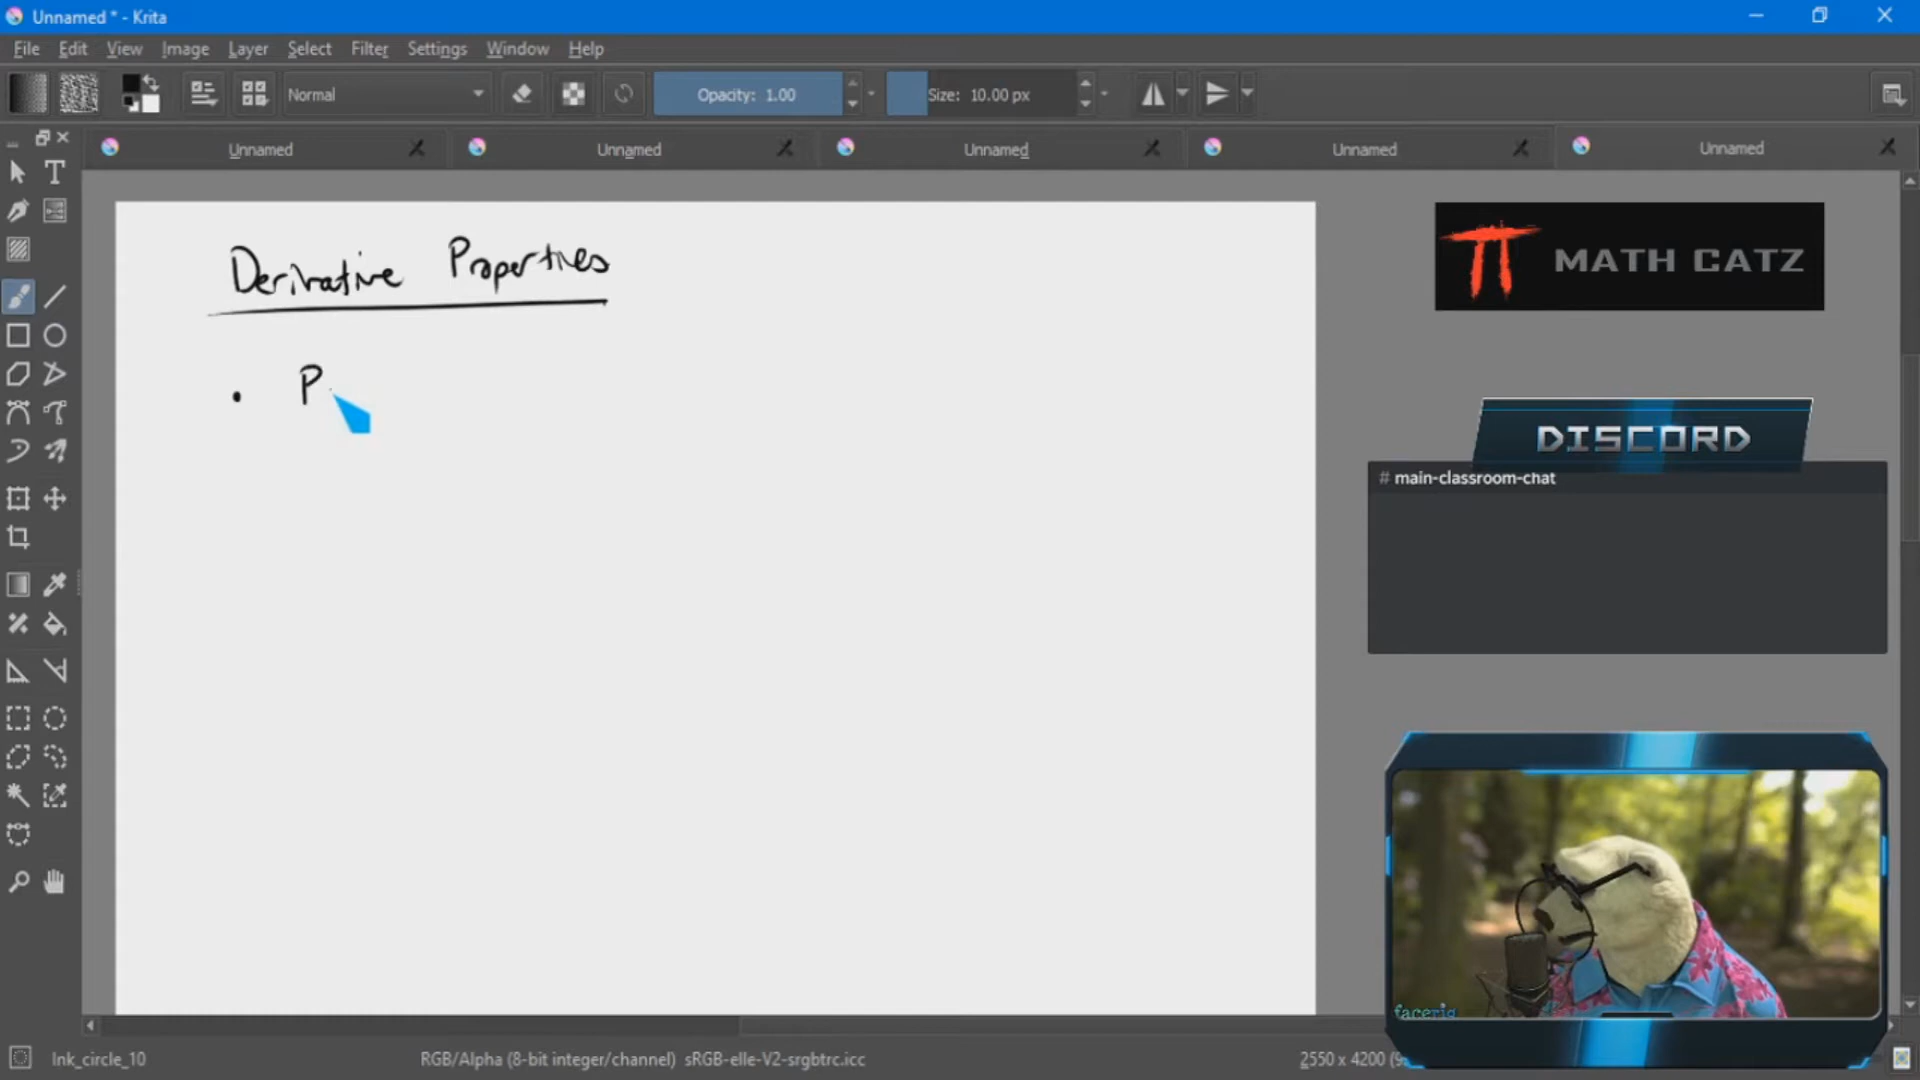 Unnamed * - Krita
File Edit View Image Layer Select Filter Settings Window Help
Normal Opacity: 1.00 Size: 10.00 px
Unnamed Unnamed Unnamed Unnamed Unnamed
T
Derivative Properties
MATH CATZ
• P
DISCORD
# main-classroom-chat
facerig
Ink_circle_10 RGB/Alpha (8-bit integer/channel) sRGB-elle-V2-srgbtrc.icc 2550 x 4200